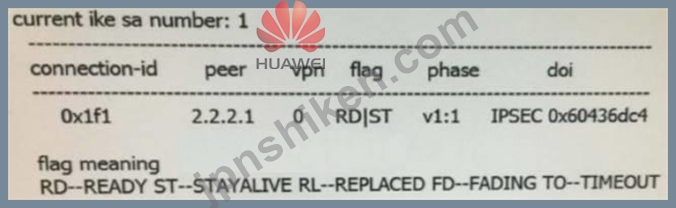 current ike sa number: 1
HUAWEI
connection-id peer vpn flag phase doi
0x1f1 2.2.2.1 0 RD|ST v1:1 IPSEC 0x60436dc4
flag meaning
RD--READY ST--STAYALIVE RL--REPLACED FD--FADING TO--TIMEOUT
jpnshiken.com